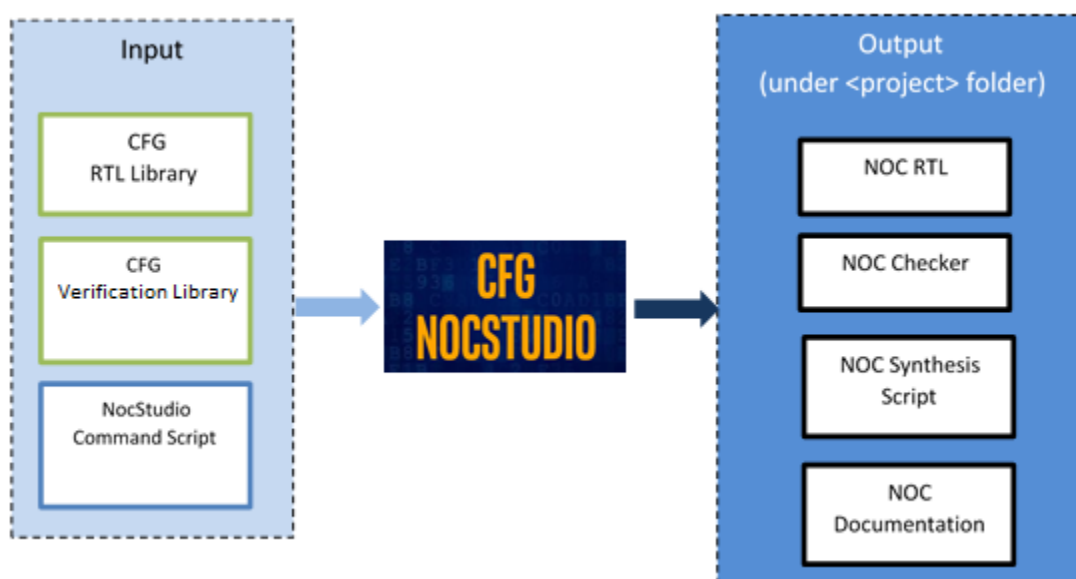 Input
CFG
RTL Library
CFG
Verification Library
NocStudio
Command Script
CFG
NOCSTUDIO
Output
(under <project> folder)
NOC RTL
NOC Checker
NOC Synthesis
Script
NOC
Documentation